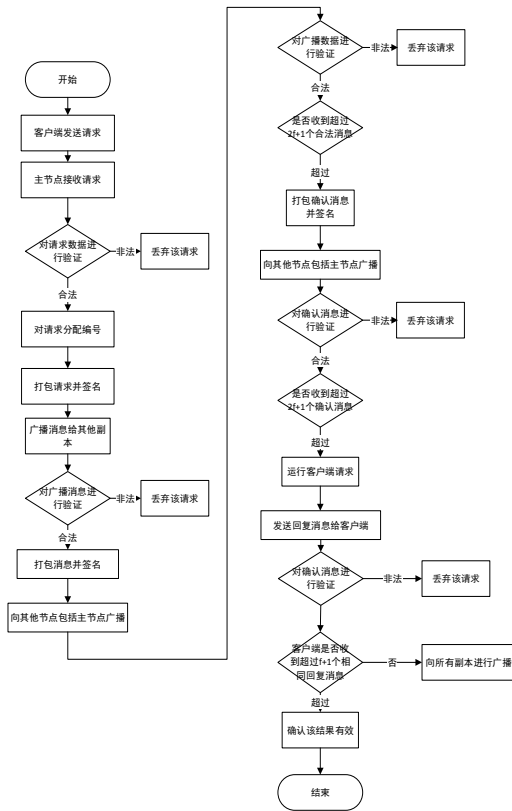 开始
客户端发送请求
主节点接收请求
对请求数据进
行验证
非法
丢弃该请求
合法
对请求分配编号
打包请求并签名
广播消息给其他副
本
对广播消息进
行验证
非法
丢弃该请求
合法
打包消息并签名
向其他节点包括主节点广播
对广播数据进
行验证
非法
丢弃该请求
合法
是否收到超过
2f+1个合法消息
超过
打包确认消息
并签名
向其他节点包括主节点广播
对确认消息进
行验证
非法
丢弃该请求
合法
是否收到超过
2f+1个确认消息
超过
运行客户端请求
发送回复消息给客户端
对确认消息进
行验证
非法
丢弃该请求
客户端是否收
到超过f+1个相
同回复消息
否
向所有副本进行广播
超过
确认该结果有效
结束